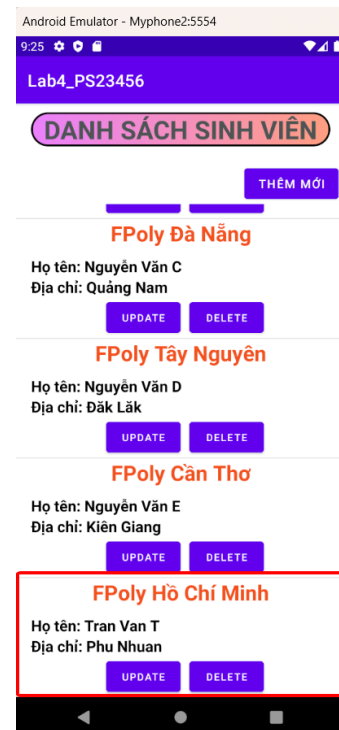 Android Emulator - Myphone2:5554
9:25
Lab4_PS23456
DANH SÁCH SINH VIÊN
THÊM MỚI
FPoly Đà Nẵng
Họ tên: Nguyễn Văn C
Địa chỉ: Quảng Nam
UPDATE DELETE
FPoly Tây Nguyên
Họ tên: Nguyễn Văn D
Địa chỉ: Đăk Lăk
UPDATE DELETE
FPoly Cần Thơ
Họ tên: Nguyễn Văn E
Địa chỉ: Kiên Giang
UPDATE DELETE
FPoly Hồ Chí Minh
Họ tên: Tran Van T
Địa chỉ: Phu Nhuan
UPDATE DELETE